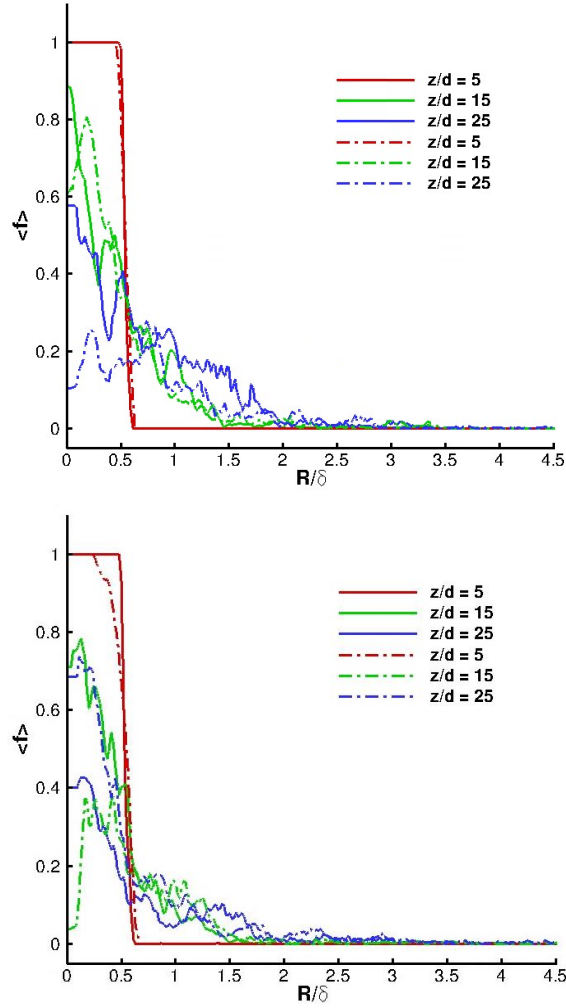 1
0.8
0.6
0.4
0.2
0
<f>
z/d = 5
z/d = 15
z/d = 25
z/d = 5
z/d = 15
z/d = 25
0 0.5 1 1.5 2 2.5 3 3.5 4 4.5
R/δ
1
0.8
0.6
0.4
0.2
0
<f>
z/d = 5
z/d = 15
z/d = 25
z/d = 5
z/d = 15
z/d = 25
0 0.5 1 1.5 2 2.5 3 3.5 4 4.5
R/δ